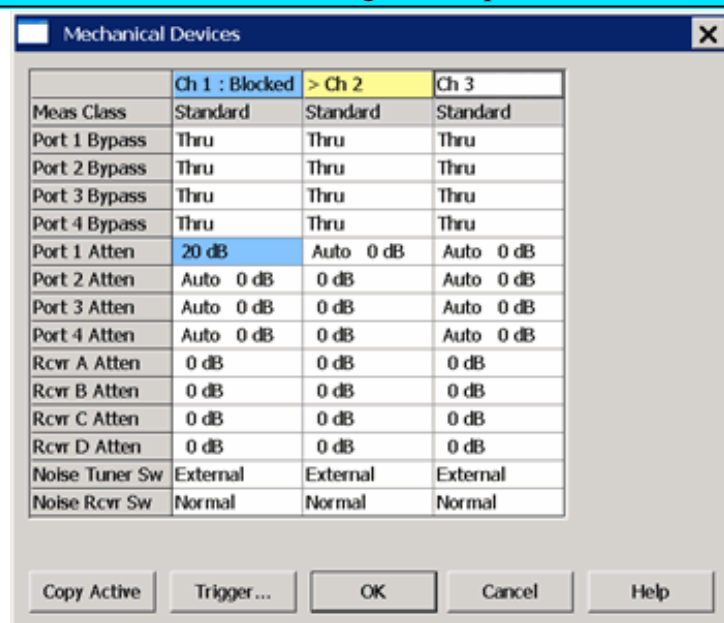 Mechanical Devices
Ch 1 : Blocked > Ch 2 Ch 3
Meas Class Standard Standard Standard
Port 1 Bypass Thru Thru Thru
Port 2 Bypass Thru Thru Thru
Port 3 Bypass Thru Thru Thru
Port 4 Bypass Thru Thru Thru
Port 1 Atten 20 dB Auto 0 dB Auto 0 dB
Port 2 Atten Auto 0 dB 0 dB Auto 0 dB
Port 3 Atten Auto 0 dB 0 dB Auto 0 dB
Port 4 Atten Auto 0 dB 0 dB Auto 0 dB
Rcvr A Atten 0 dB 0 dB 0 dB
Rcvr B Atten 0 dB 0 dB 0 dB
Rcvr C Atten 0 dB 0 dB 0 dB
Rcvr D Atten 0 dB 0 dB 0 dB
Noise Tuner Sw External External External
Noise Rcvr Sw Normal Normal Normal
Copy Active Trigger... OK Cancel Help